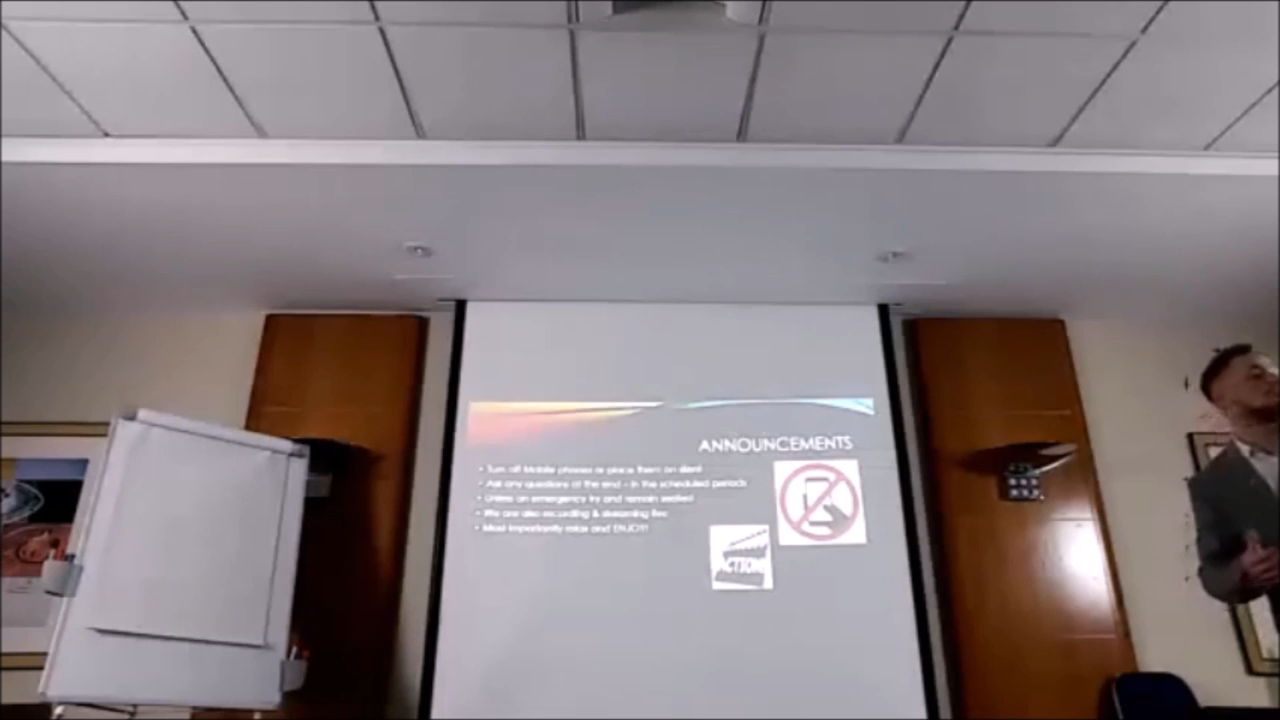 ANNOUNCEMENTS
• Turn off Mobile phones or place them on silent
• Ask any questions at the end – in the scheduled periods
• Unless an emergency try and remain seated
• We are also recording & streaming live
• Most importantly relax and ENJOY!!
ACTION